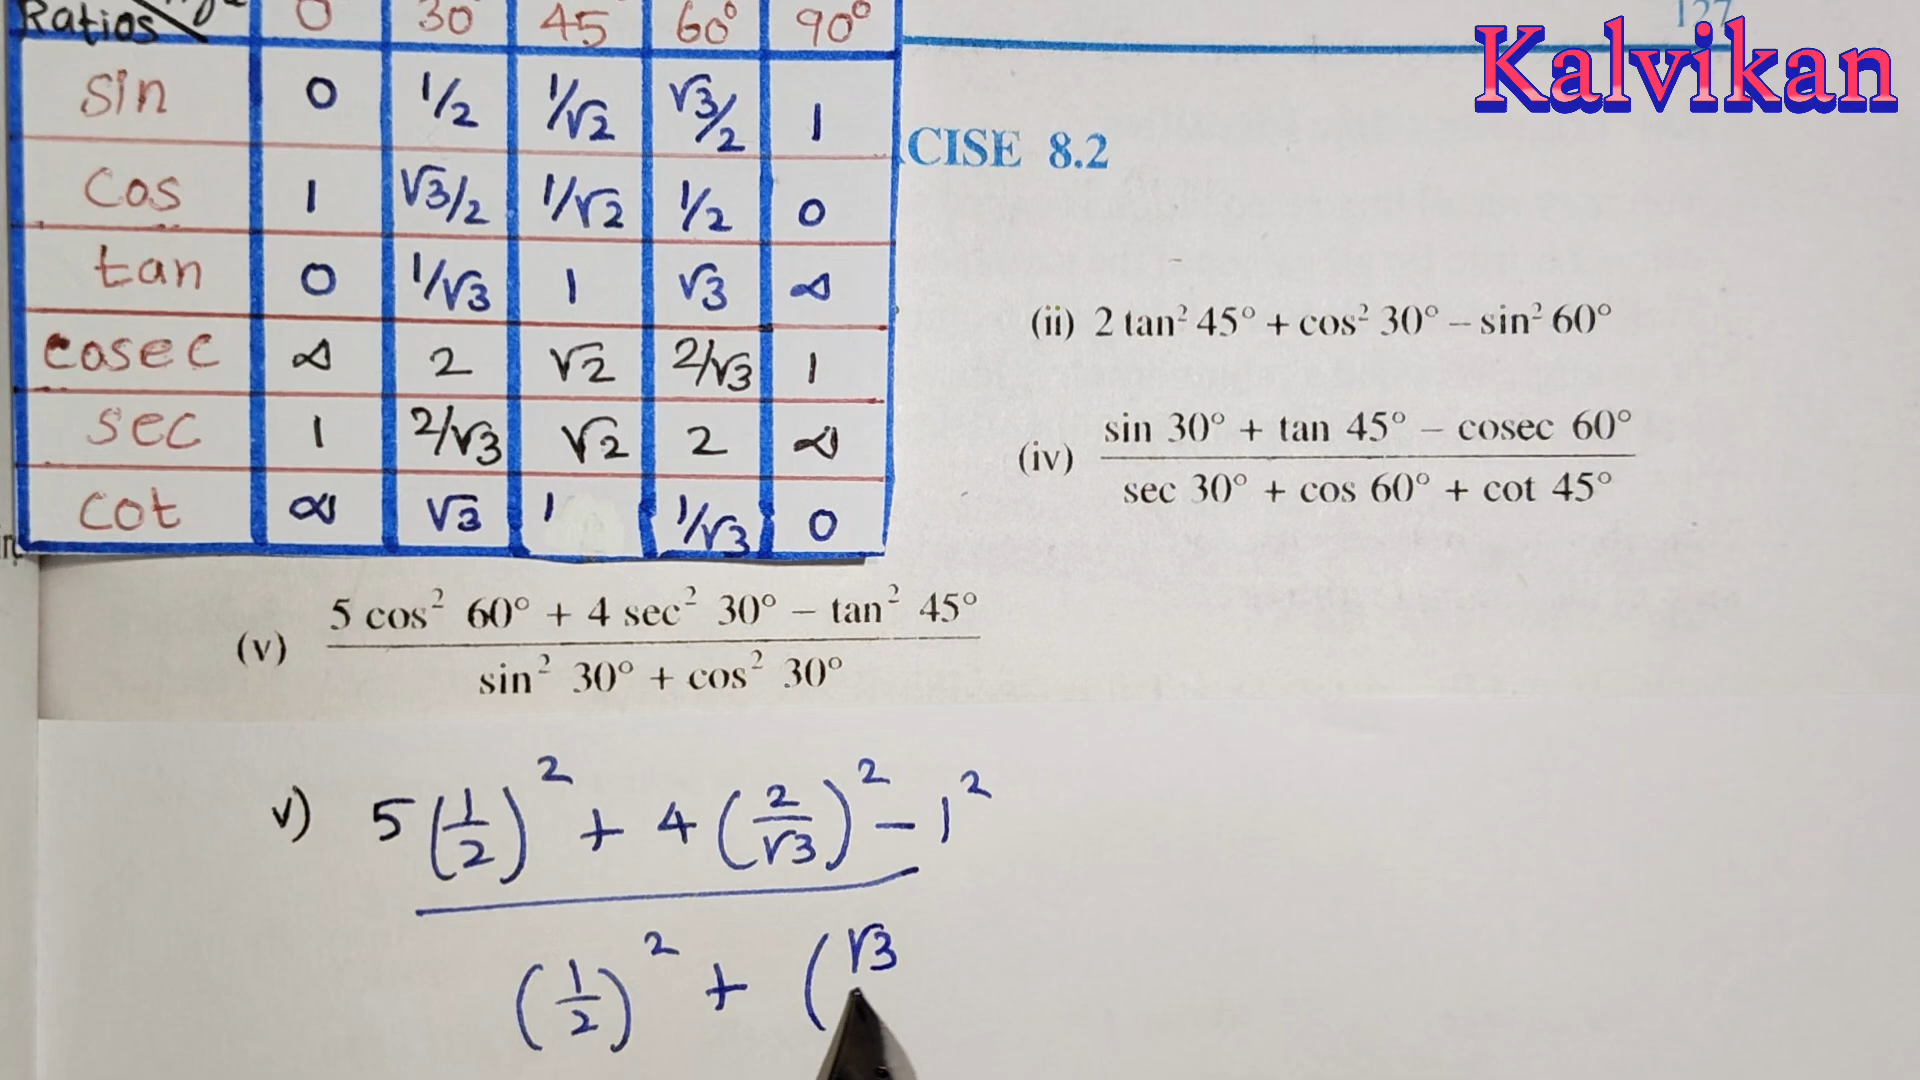 Ratios 0 30° 45° 60° 90°
127
Kalvikan
sin 0 1/2 1/√2 √3/2 1
CISE 8.2
cos 1 √3/2 1/√2 1/2 0
tan 0 1/√3 1 √3 ∞
(ii) 2 tan² 45° + cos² 30° – sin² 60°
cosec ∞ 2 √2 2/√3 1
sec 1 2/√3 √2 2 ∞
(iv) sin 30° + tan 45° – cosec 60°
sec 30° + cos 60° + cot 45°
cot ∞ √3 1 1/√3 0
(v) 5 cos² 60° + 4 sec² 30° – tan² 45°
sin² 30° + cos² 30°
v) 5(1/2)² + 4(2/√3)² – 1²
(1/2)² + (√3